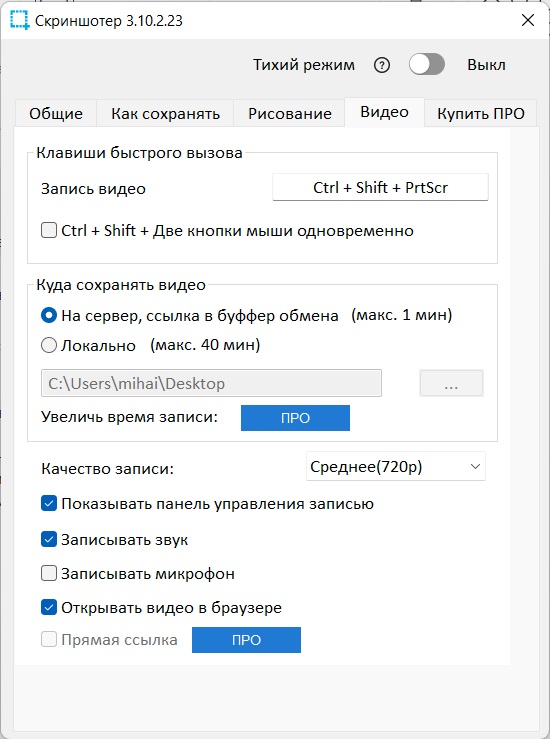 Скриншотер 3.10.2.23
Тихий режим ? Выкл
Общие Как сохранять Рисование Видео Купить ПРО
Клавиши быстрого вызова
Запись видео Ctrl + Shift + PrtScr
Ctrl + Shift + Две кнопки мыши одновременно
Куда сохранять видео
На сервер, ссылка в буффер обмена (макс. 1 мин)
Локально (макс. 40 мин)
C:\Users\mihai\Desktop ...
Увеличь время записи: ПРО
Качество записи: Среднее(720p)
Показывать панель управления записью
Записывать звук
Записывать микрофон
Открывать видео в браузере
Прямая ссылка ПРО